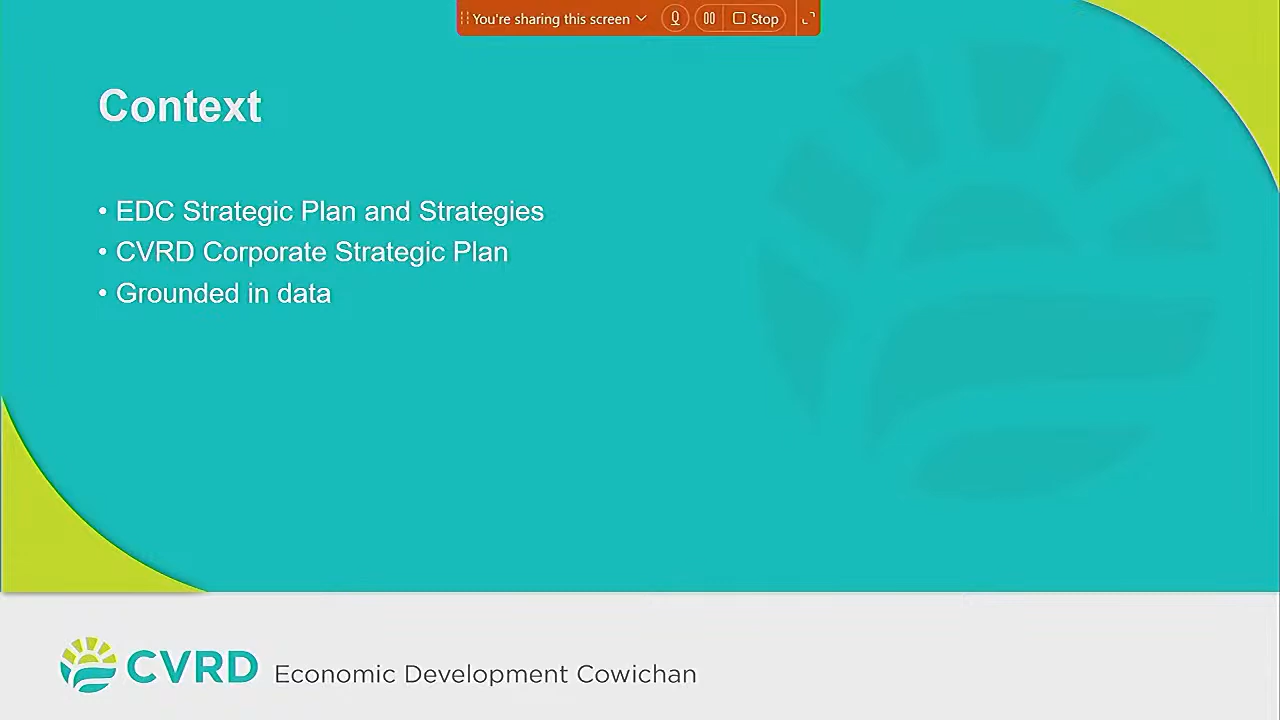 You're sharing this screen
Stop
Context
• EDC Strategic Plan and Strategies
• CVRD Corporate Strategic Plan
• Grounded in data
CVRD Economic Development Cowichan